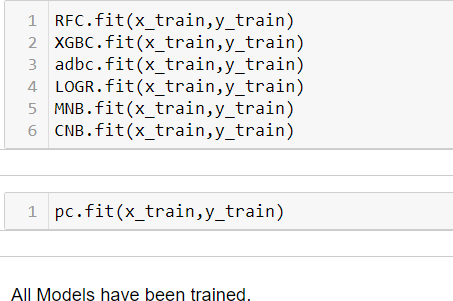 1 RFC.fit(x_train,y_train)
2 XGBC.fit(x_train,y_train)
3 adbc.fit(x_train,y_train)
4 LOGR.fit(x_train,y_train)
5 MNB.fit(x_train,y_train)
6 CNB.fit(x_train,y_train)
1 pc.fit(x_train,y_train)
All Models have been trained.